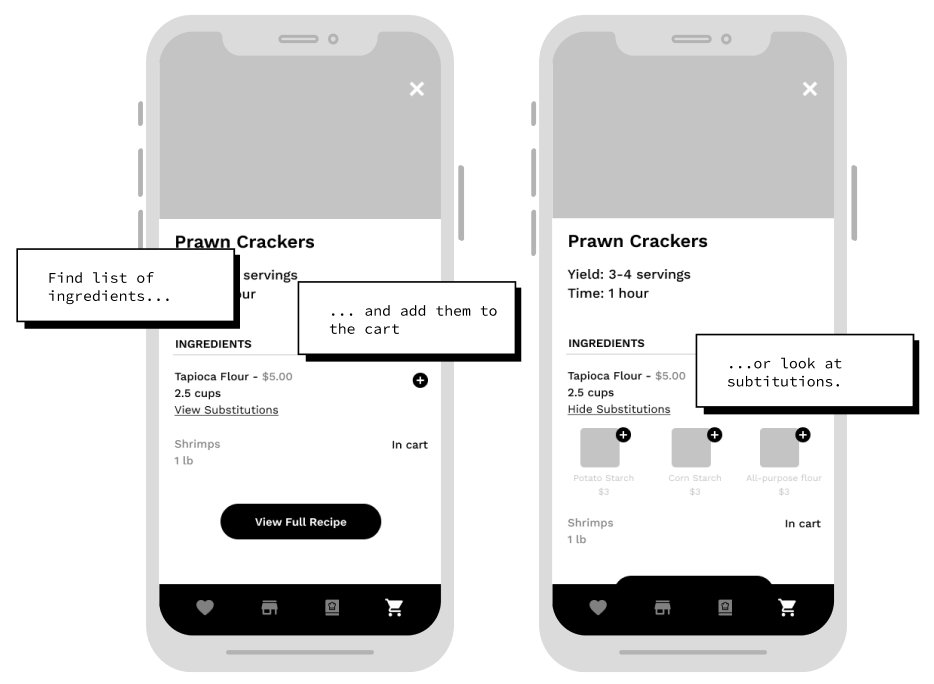 Prawn Crackers
servings
Find list of
ingredients...
... and add them to
the cart
INGREDIENTS
Tapioca Flour - $5.00
2.5 cups
View Substitutions
Shrimps
In cart
1 lb
View Full Recipe
Prawn Crackers
Yield: 3-4 servings
Time: 1 hour
INGREDIENTS
...or look at
subtitutions.
Tapioca Flour - $5.00
2.5 cups
Hide Substitutions
Potato Starch
$3
Corn Starch
$3
All-purpose flour
$3
Shrimps
In cart
1 lb